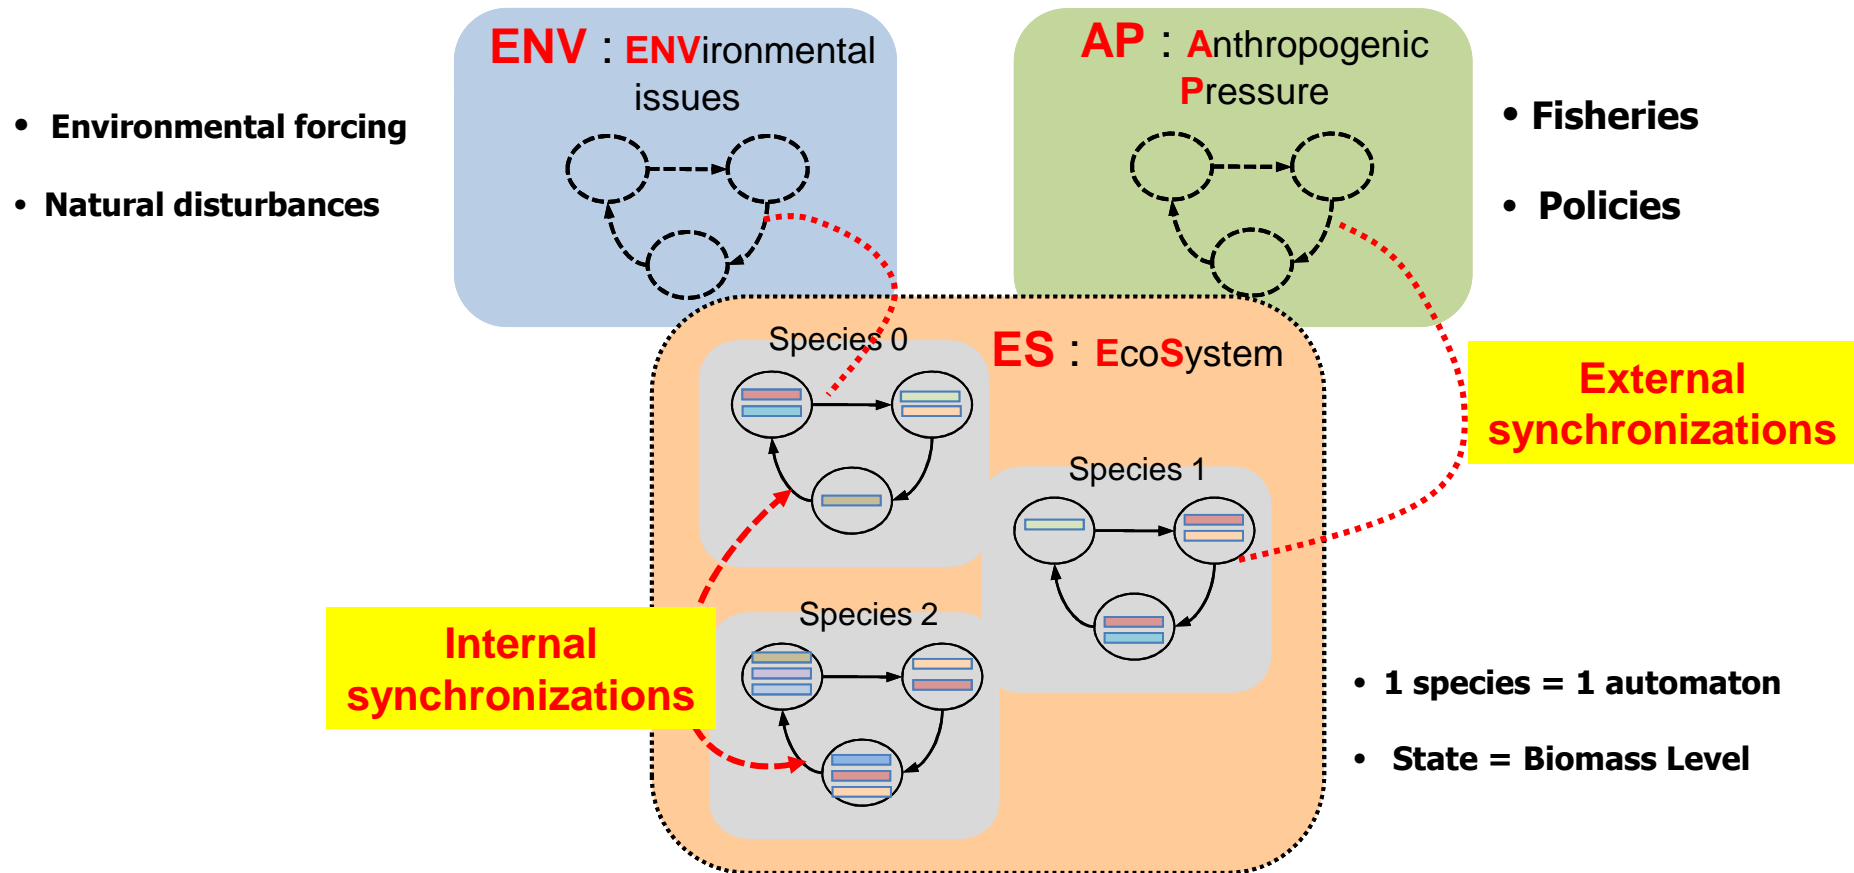 ENV : ENVironmental
issues
AP : Anthropogenic
Pressure
• Environmental forcing
• Natural disturbances
• Fisheries
• Policies
Species 0
ES : EcoSystem
External
synchronizations
Species 1
Species 2
Internal
synchronizations
• 1 species = 1 automaton
• State = Biomass Level